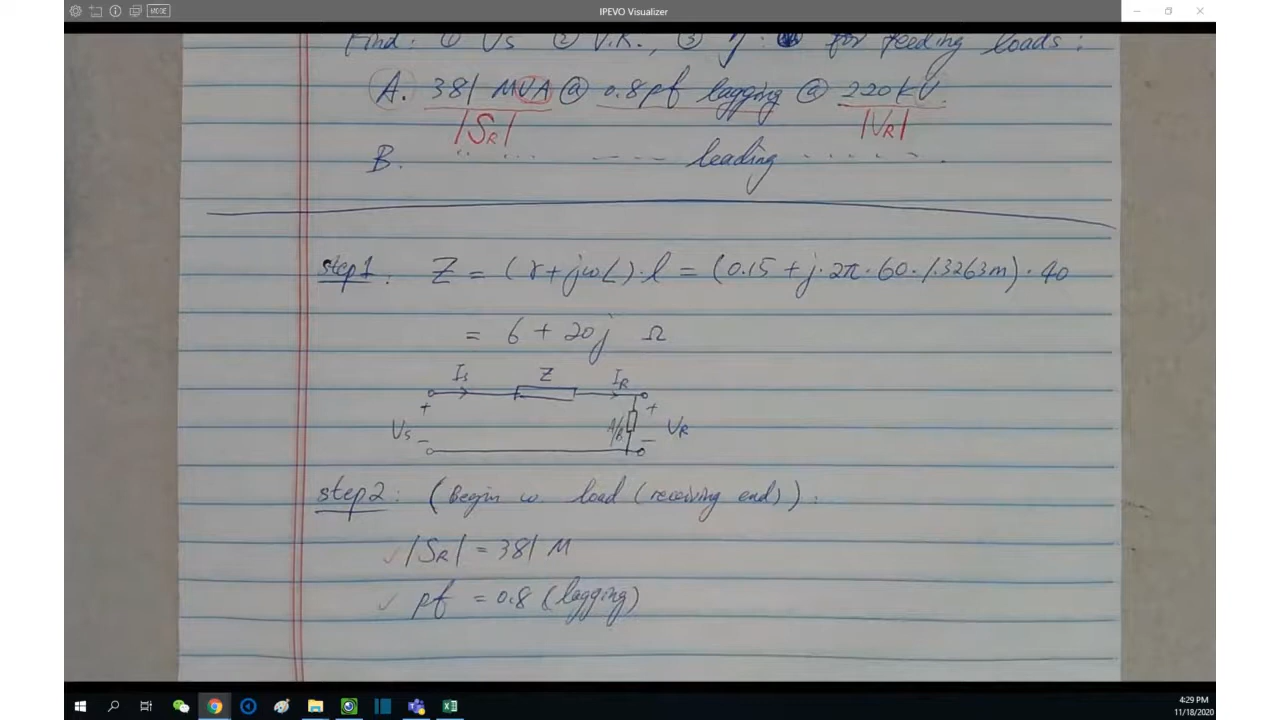 IPEVO Visualizer
MODE
Find: ① Vs ② V.R., ③ η: for feeding loads:
A. 381 MVA @ 0.8pf lagging @ 220kV.
|SR| |VR|
B. ·· ··· ---- leading ·· · · - .
step1: Z = (r+jωL)·l = (0.15 + j·2π·60·1.3263m)·40
= 6 + 20j Ω
Is Z IR
+ +
Vs A/B VR
− −
step2: (Begin w. load (receiving end)).
✓|SR| = 381 M
✓ pf = 0.8 (lagging)
4:29 PM
11/18/2020